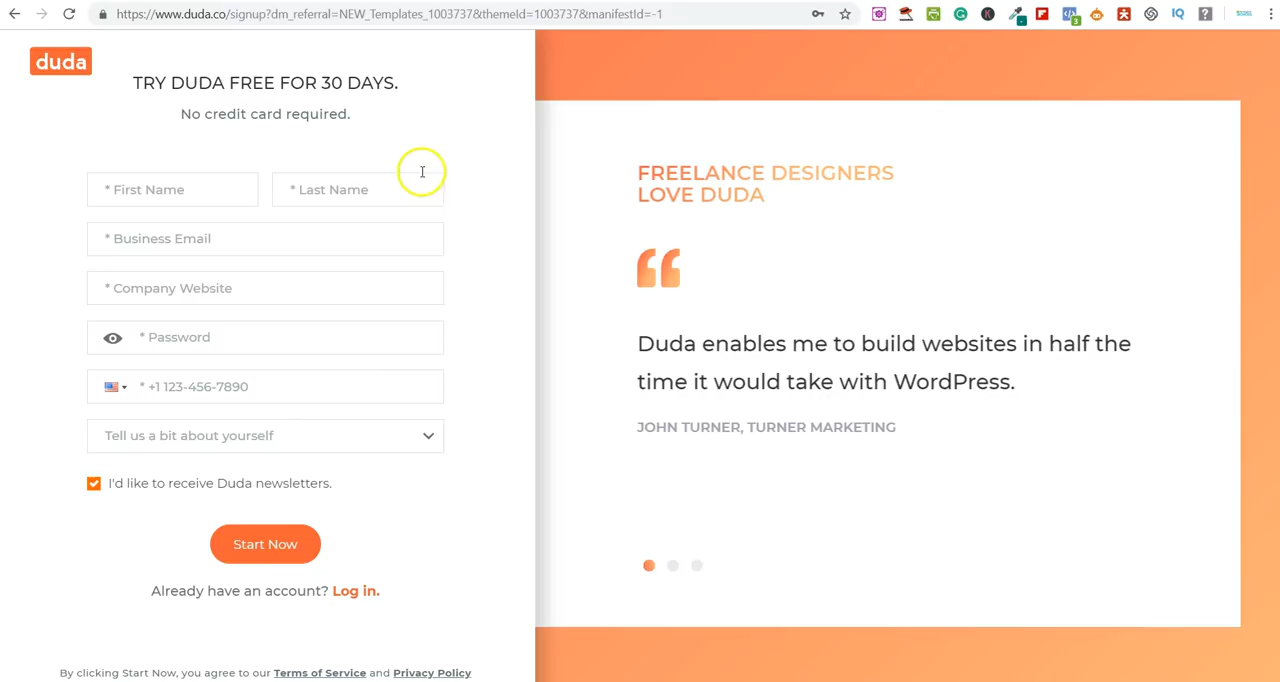 https://www.duda.co/signup?dm_referral=NEW_Templates_1003737&themeId=1003737&manifestId=-1
duda
TRY DUDA FREE FOR 30 DAYS.
No credit card required.
* First Name
* Last Name
* Business Email
* Company Website
* Password
* +1 123-456-7890
Tell us a bit about yourself
I'd like to receive Duda newsletters.
Start Now
Already have an account? Log in.
By clicking Start Now, you agree to our Terms of Service and Privacy Policy
FREELANCE DESIGNERS
LOVE DUDA
Duda enables me to build websites in half the
time it would take with WordPress.
JOHN TURNER, TURNER MARKETING